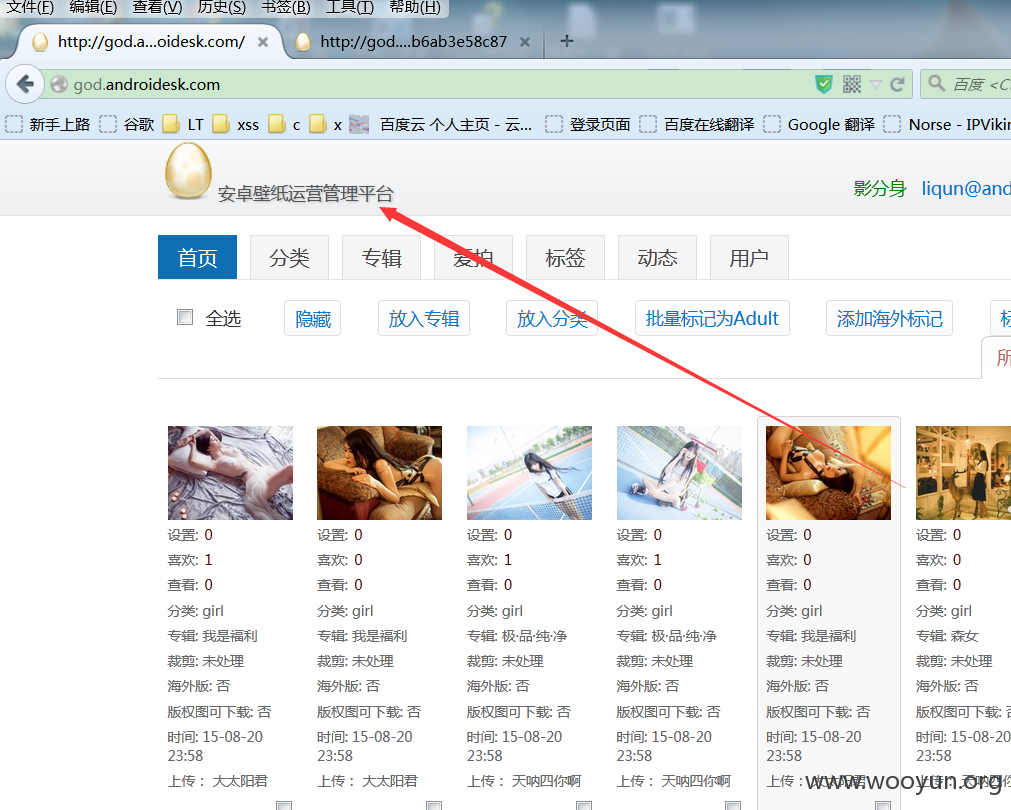 文件(F) 编辑(E) 查看(V) 历史(S) 书签(B) 工具(T) 帮助(H)
http://god.a...oidesk.com/ × http://god....b6ab3e58c87 × +
god.androidesk.com 百度 <C
新手上路 谷歌 LT xss c x 百度云 个人主页 - 云... 登录页面 百度在线翻译 Google 翻译 Norse - IPVikin
安卓壁纸运营管理平台 影分身 liqun@and
首页 分类 专辑 爱拍 标签 动态 用户
全选 隐藏 放入专辑 放入分类 批量标记为Adult 添加海外标记 标
所
设置: 0 设置: 0 设置: 0 设置: 0 设置: 0 设置: 0
喜欢: 1 喜欢: 0 喜欢: 1 喜欢: 1 喜欢: 0 喜欢: 0
查看: 0 查看: 0 查看: 0 查看: 0 查看: 0 查看: 0
分类: girl 分类: girl 分类: girl 分类: girl 分类: girl 分类: girl
专辑: 我是福利 专辑: 我是福利 专辑: 极·品·纯·净 专辑: 极·品·纯·净 专辑: 我是福利 专辑: 森女
裁剪: 未处理 裁剪: 未处理 裁剪: 未处理 裁剪: 未处理 裁剪: 未处理 裁剪: 未处理
海外版: 否 海外版: 否 海外版: 否 海外版: 否 海外版: 否 海外版: 否
版权图可下载: 否 版权图可下载: 否 版权图可下载: 否 版权图可下载: 否 版权图可下载: 否 版权图可下载: 否
时间: 15-08-20 时间: 15-08-20 时间: 15-08-20 时间: 15-08-20 时间: 15-08-20 时间: 15-08-20
23:58 23:58 23:58 23:58 23:58 23:58
上传： 大太阳君 上传： 大太阳君 上传： 天呐四你啊 上传： 天呐四你啊 上传： 大太阳君 上传： 天呐四你啊
www.wooyun.org